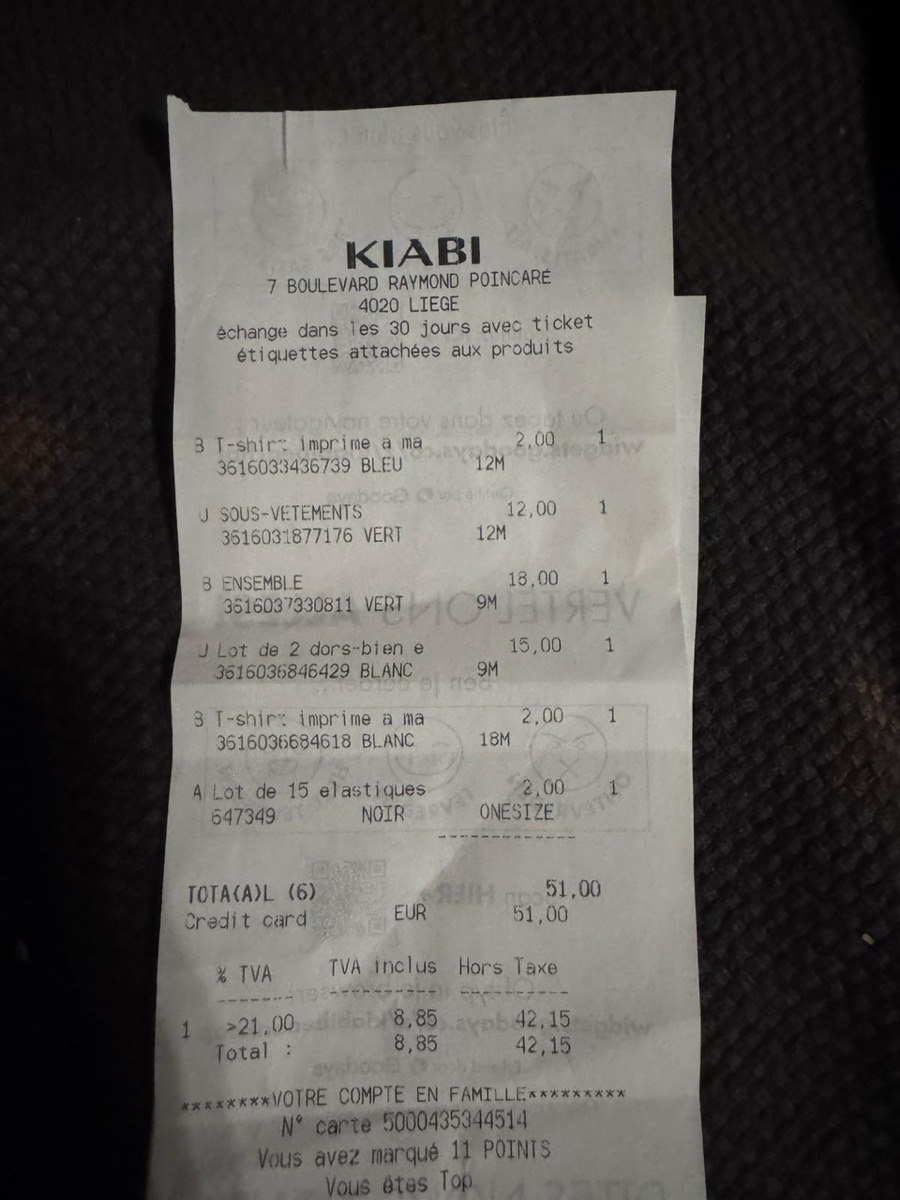 KIABI
7 BOULEVARD RAYMOND POINCARÉ
4020 LIEGE
échange dans les 30 jours avec ticket
étiquettes attachées aux produits
B T-shirt imprime a ma 2,00 1
3616033436739 BLEU 12M
U SOUS-VETEMENTS 12,00 1
3616031877176 VERT 12M
B ENSEMBLE 18,00 1
3616037330811 VERT 9M
U Lot de 2 dors-bien e 15,00 1
3616036846429 BLANC 9M
B T-shirt imprime a ma 2,00 1
3616036684618 BLANC 18M
A Lot de 15 elastiques 2,00 1
647349 NOIR ONESIZE
---------------
TOTA(A)L (6) 51,00
Credit card EUR 51,00
% TVA TVA inclus Hors Taxe
------- ---------- ----------
1 >21,00 8,85 42,15
Total : 8,85 42,15
********VOTRE COMPTE EN FAMILLE*********
N° carte 5000435344514
Vous avez marqué 11 POINTS
Vous êtes Top